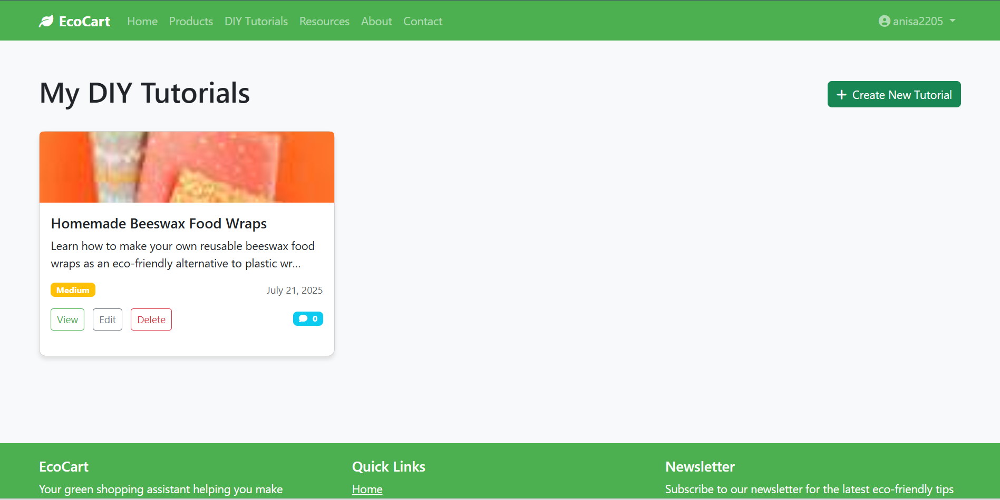 EcoCart Home Products DIY Tutorials Resources About Contact anisa2205
My DIY Tutorials
+ Create New Tutorial
Homemade Beeswax Food Wraps
Learn how to make your own reusable beeswax food
wraps as an eco-friendly alternative to plastic wr...
Medium
July 21, 2025
View Edit Delete 0
EcoCart
Your green shopping assistant helping you make
Quick Links
Home
Newsletter
Subscribe to our newsletter for the latest eco-friendly tips